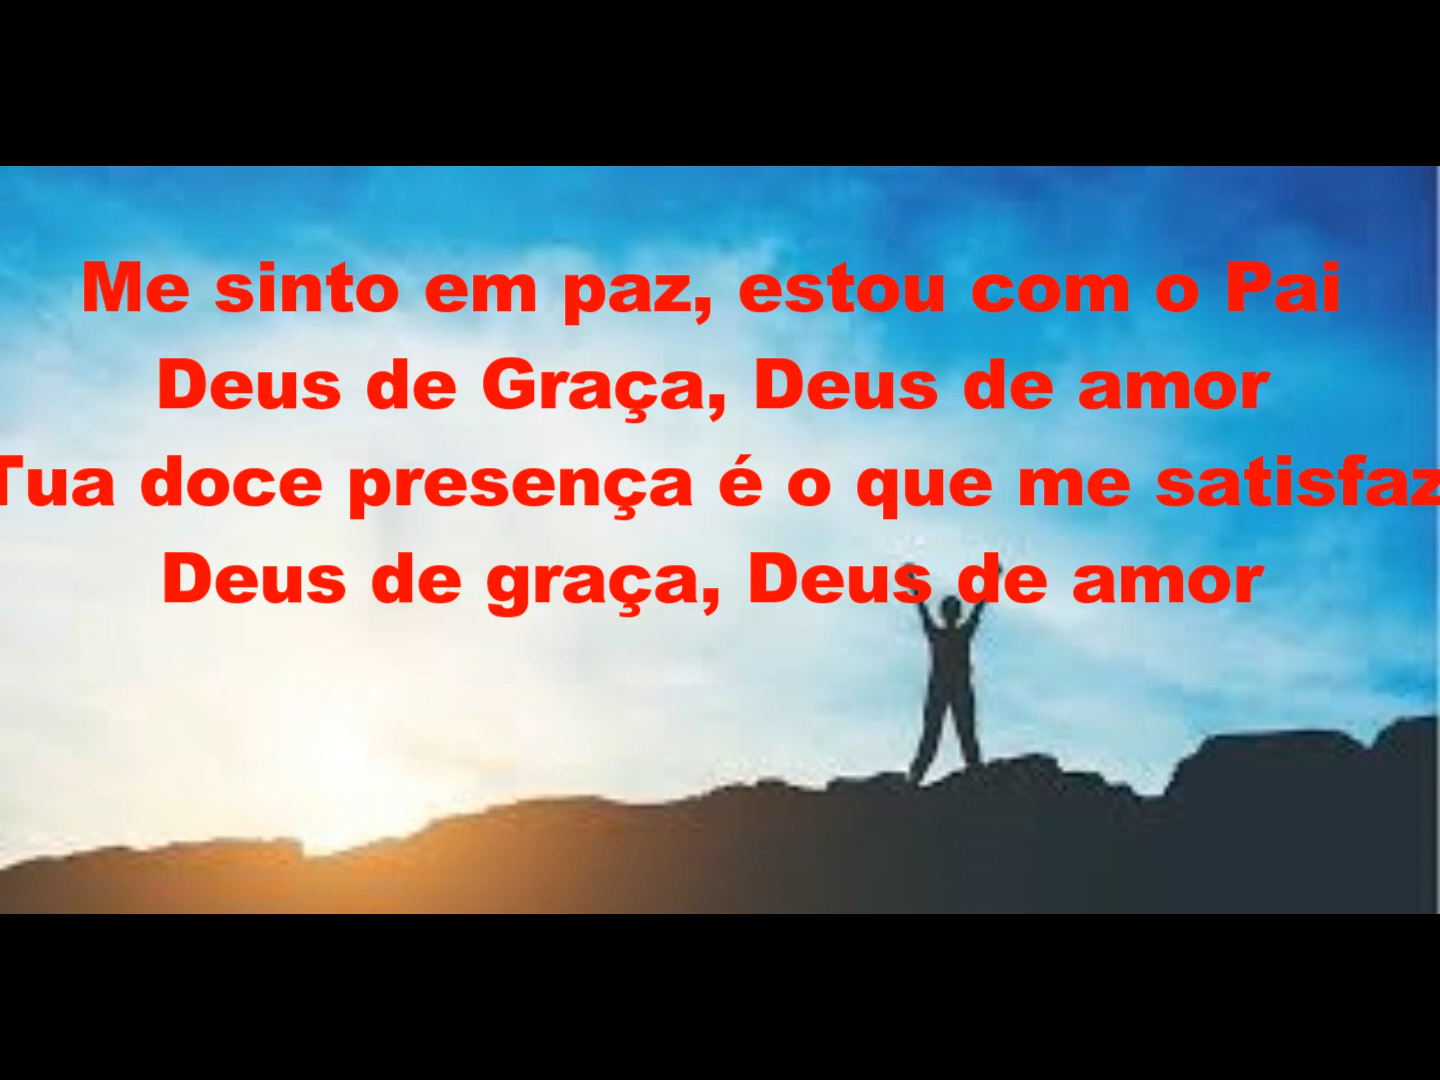 Me sinto em paz, estou com o Pai
Deus de Graça, Deus de amor
Tua doce presença é o que me satisfaz
Deus de graça, Deus de amor